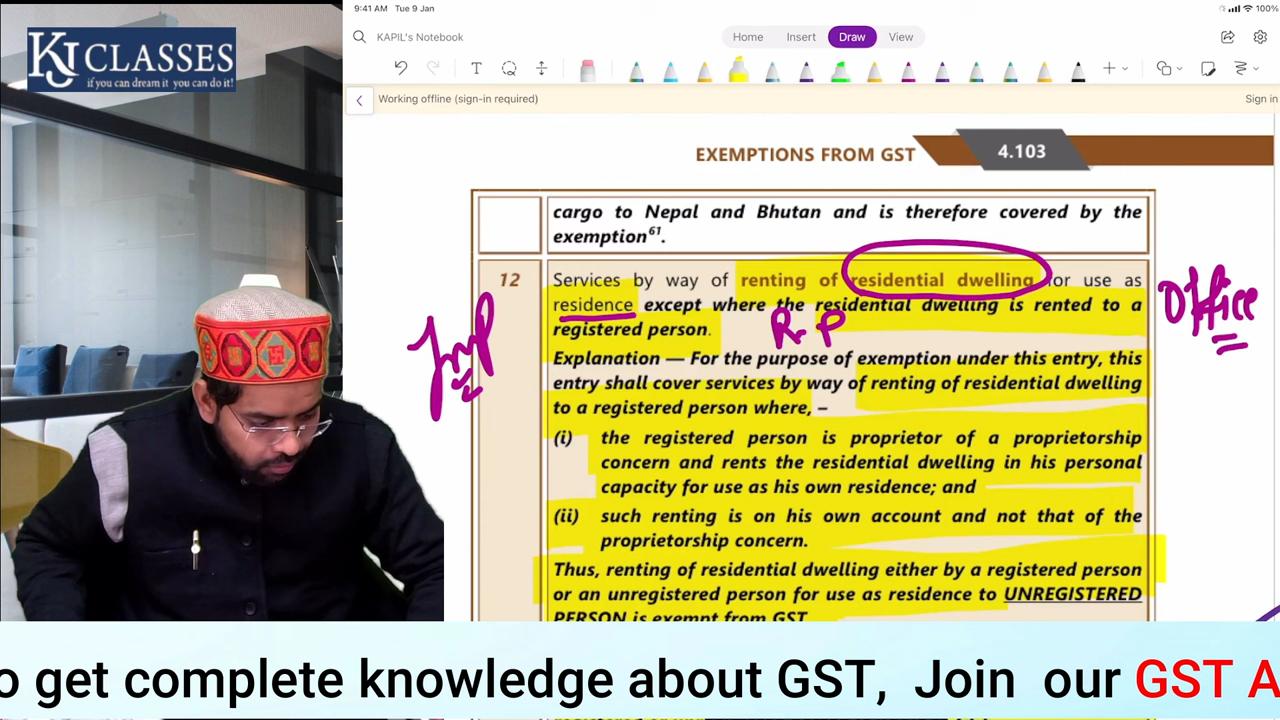 9:41 AM Tue 9 Jan
100%
KJ CLASSES
if you can dream it you can do it!
KAPIL's Notebook
Home Insert Draw View
T
Working offline (sign-in required)
Sign in
EXEMPTIONS FROM GST 4.103
cargo to Nepal and Bhutan and is therefore covered by the
exemption61.
12 Services by way of renting of residential dwelling for use as
residence except where the residential dwelling is rented to a
registered person.
R.P
Office
Imp
Explanation — For the purpose of exemption under this entry, this
entry shall cover services by way of renting of residential dwelling
to a registered person where, –
(i) the registered person is proprietor of a proprietorship
concern and rents the residential dwelling in his personal
capacity for use as his own residence; and
(ii) such renting is on his own account and not that of the
proprietorship concern.
Thus, renting of residential dwelling either by a registered person
or an unregistered person for use as residence to UNREGISTERED
PERSON is exempt from GST
o get complete knowledge about GST, Join our GST A